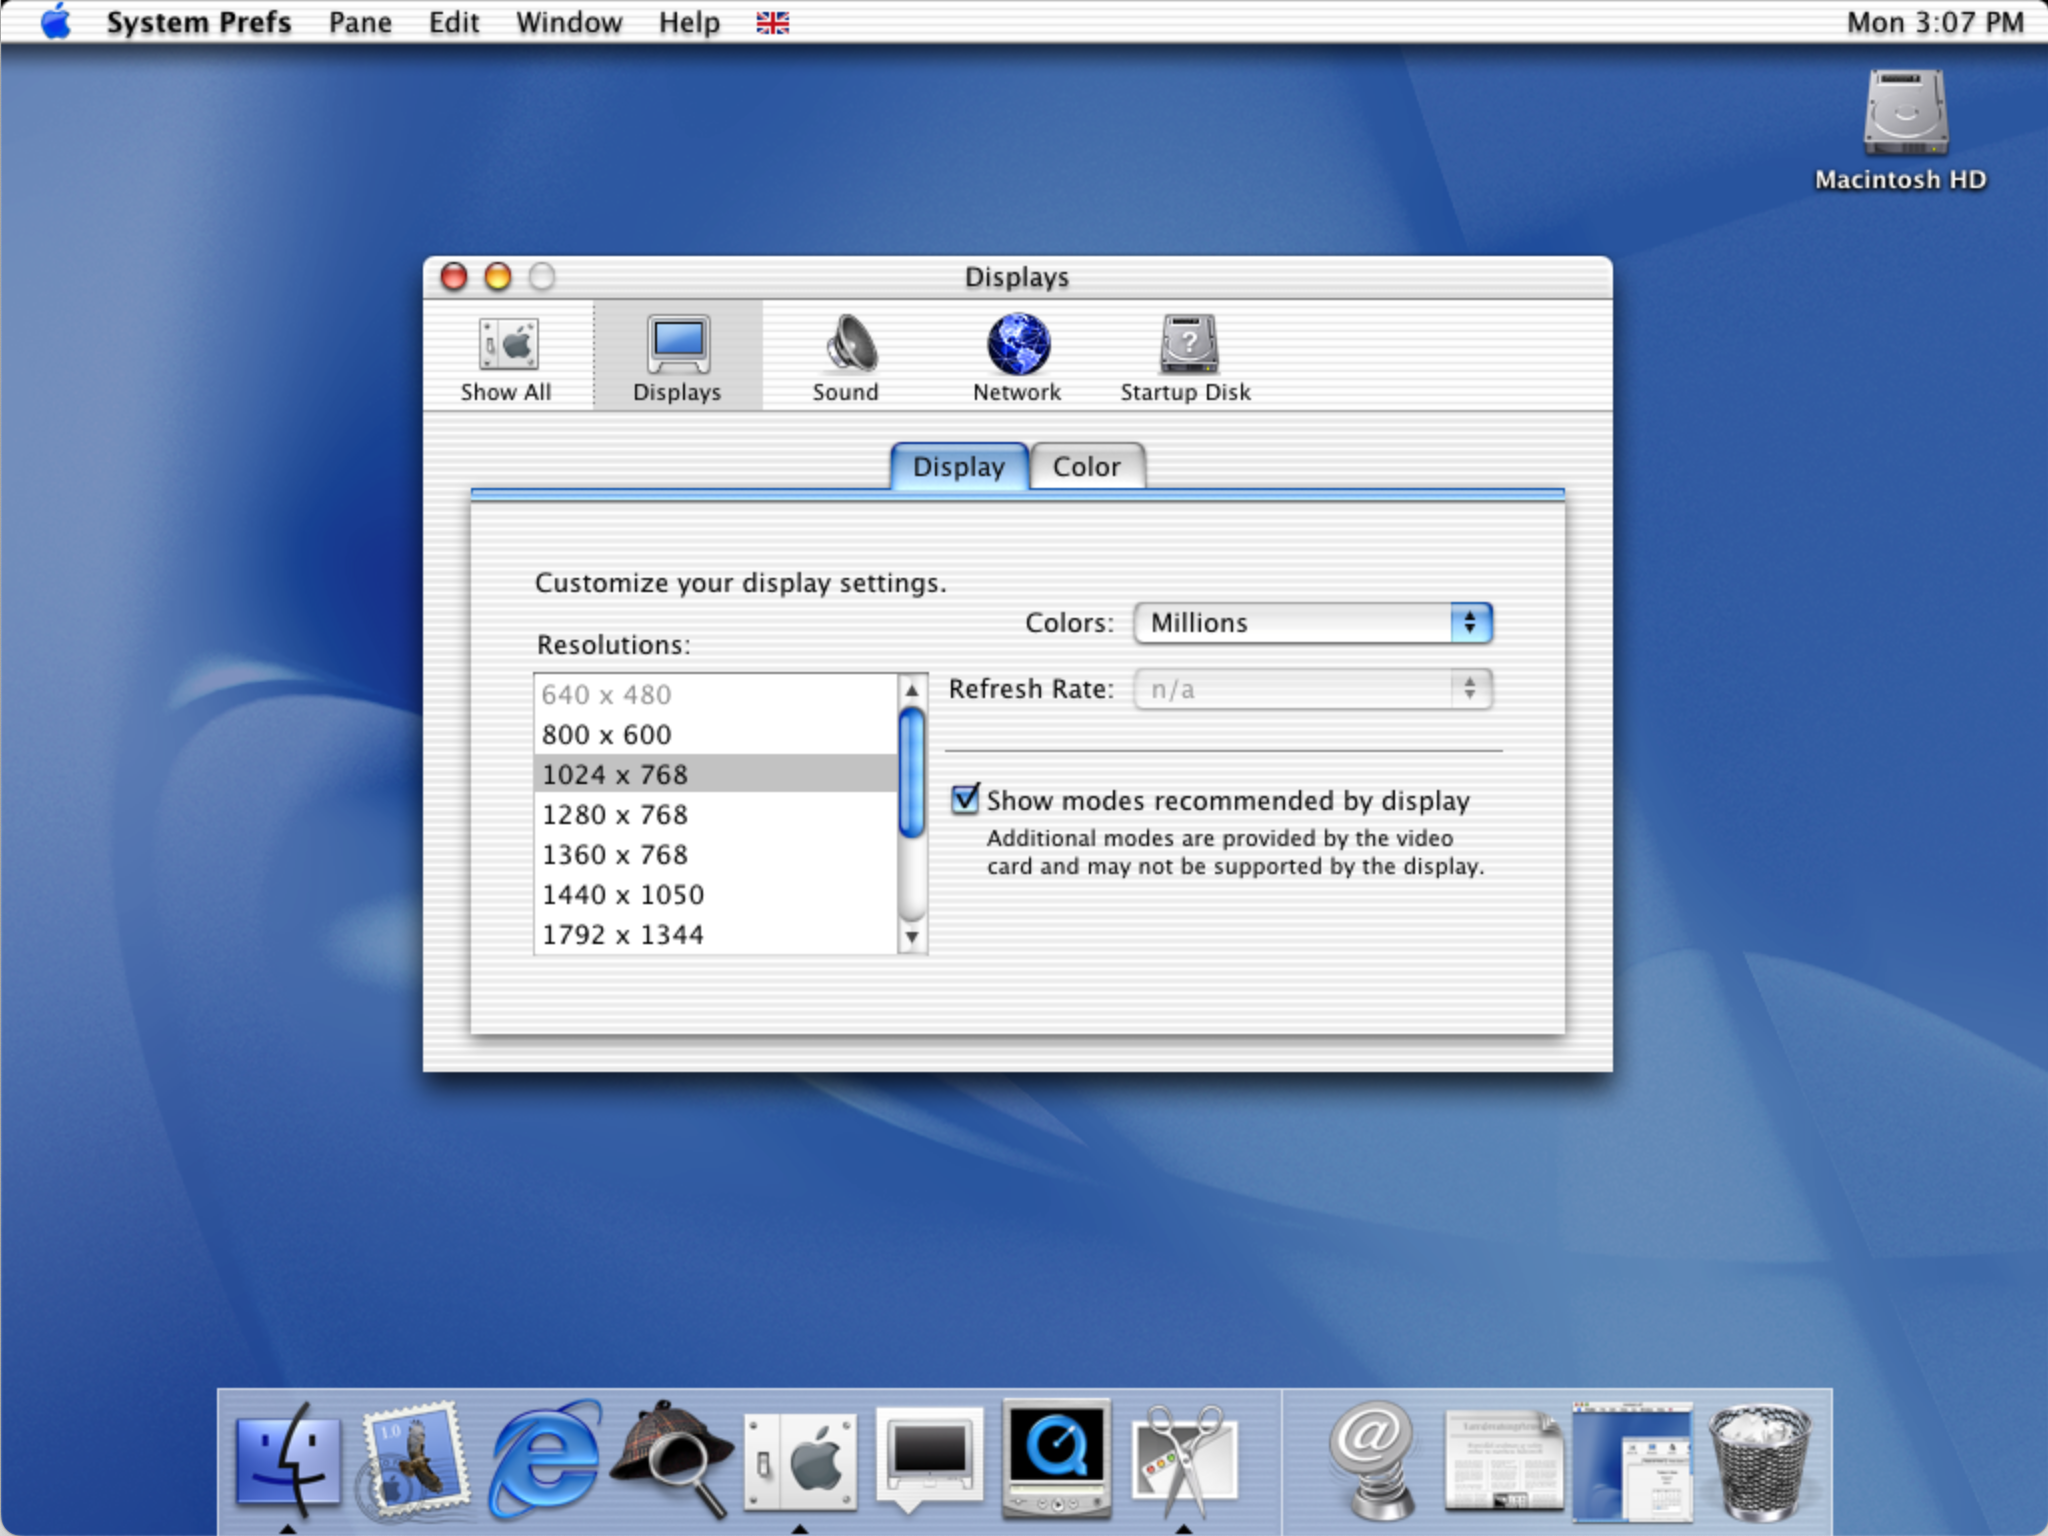 System Prefs Pane Edit Window Help Mon 3:07 PM
Macintosh HD
Displays
Show All Displays Sound Network Startup Disk
Display Color
Customize your display settings.
Resolutions:
640 x 480
800 x 600
1024 x 768
1280 x 768
1360 x 768
1440 x 1050
1792 x 1344
Colors: Millions
Refresh Rate: n/a
Show modes recommended by display
Additional modes are provided by the video
card and may not be supported by the display.
1.0
?
@